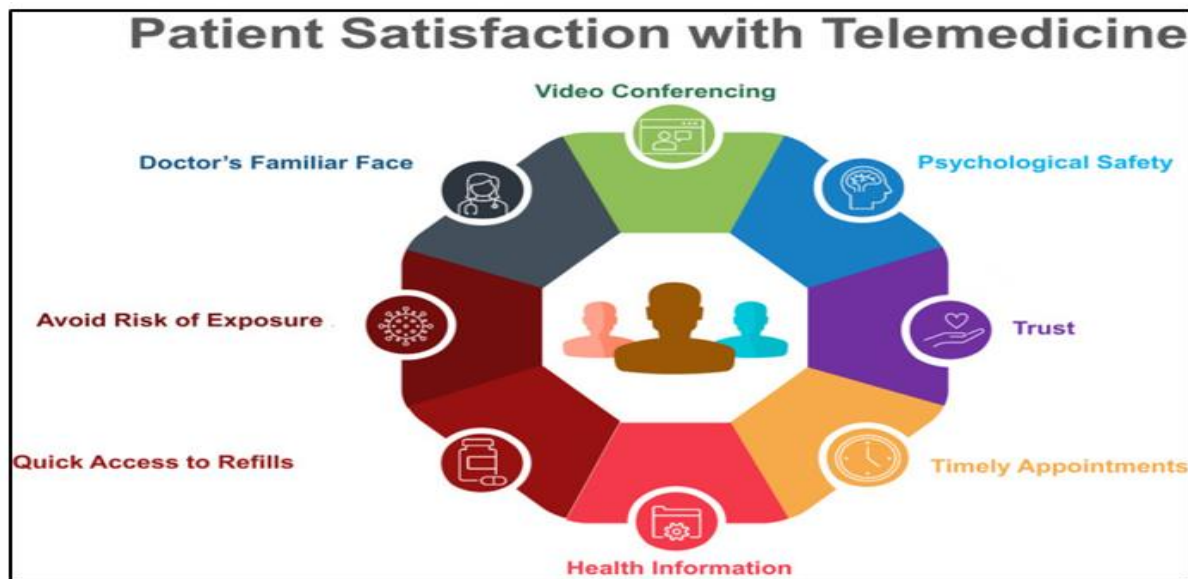 Patient Satisfaction with Telemedicine
Video Conferencing
Doctor's Familiar Face
Psychological Safety
Avoid Risk of Exposure
Trust
Quick Access to Refills
Timely Appointments
Health Information